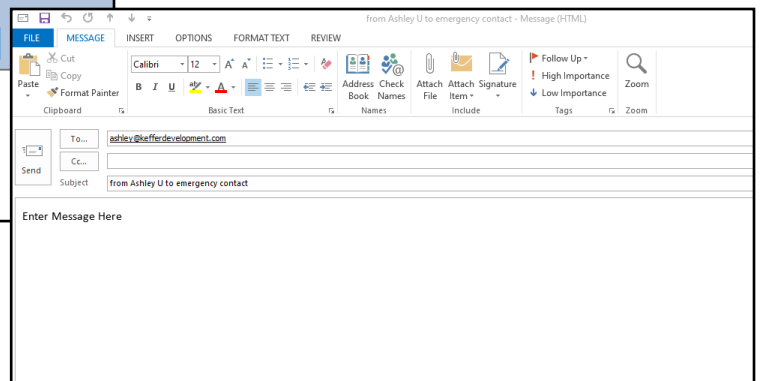 from Ashley U to emergency contact - Message (HTML)
FILE MESSAGE INSERT OPTIONS FORMAT TEXT REVIEW
Paste
Cut
Copy
Format Painter
Clipboard
Calibri 12
B I U
Basic Text
Address Book
Check Names
Names
Attach File
Attach Item
Signature
Include
Follow Up
High Importance
Low Importance
Tags
Zoom
Zoom
Send
To... ashley@kefferdevelopment.com
Cc...
Subject from Ashley U to emergency contact
Enter Message Here